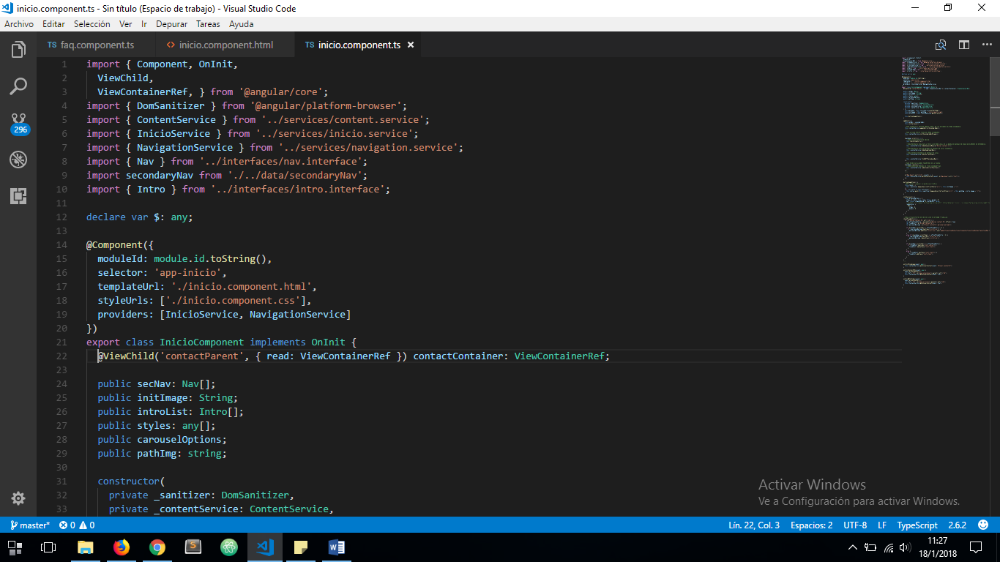 inicio.component.ts - Sin título (Espacio de trabajo) - Visual Studio Code
Archivo Editar Selección Ver Ir Depurar Tareas Ayuda
TS faq.component.ts <> inicio.component.html TS inicio.component.ts ×
1 import { Component, OnInit,
2 ViewChild,
3 ViewContainerRef, } from '@angular/core';
4 import { DomSanitizer } from '@angular/platform-browser';
5 import { ContentService } from '../services/content.service';
6 import { InicioService } from '../services/inicio.service';
7 import { NavigationService } from '../services/navigation.service';
8 import { Nav } from '../interfaces/nav.interface';
9 import secondaryNav from './../data/secondaryNav';
10 import { Intro } from '../interfaces/intro.interface';
11
12 declare var $: any;
13
14 @Component({
15 moduleId: module.id.toString(),
16 selector: 'app-inicio',
17 templateUrl: './inicio.component.html',
18 styleUrls: ['./inicio.component.css'],
19 providers: [InicioService, NavigationService]
20 })
21 export class InicioComponent implements OnInit {
22 @ViewChild('contactParent', { read: ViewContainerRef }) contactContainer: ViewContainerRef;
23
24 public secNav: Nav[];
25 public initImage: String;
26 public introList: Intro[];
27 public styles: any[];
28 public carouselOptions;
29 public pathImg: string;
30
31 constructor(
32 private _sanitizer: DomSanitizer,
33 private _contentService: ContentService,
296
Activar Windows
Ve a Configuración para activar Windows.
master* 0 0 Lín. 22, Col. 3 Espacios: 2 UTF-8 LF TypeScript 2.6.2
11:27
18/1/2018